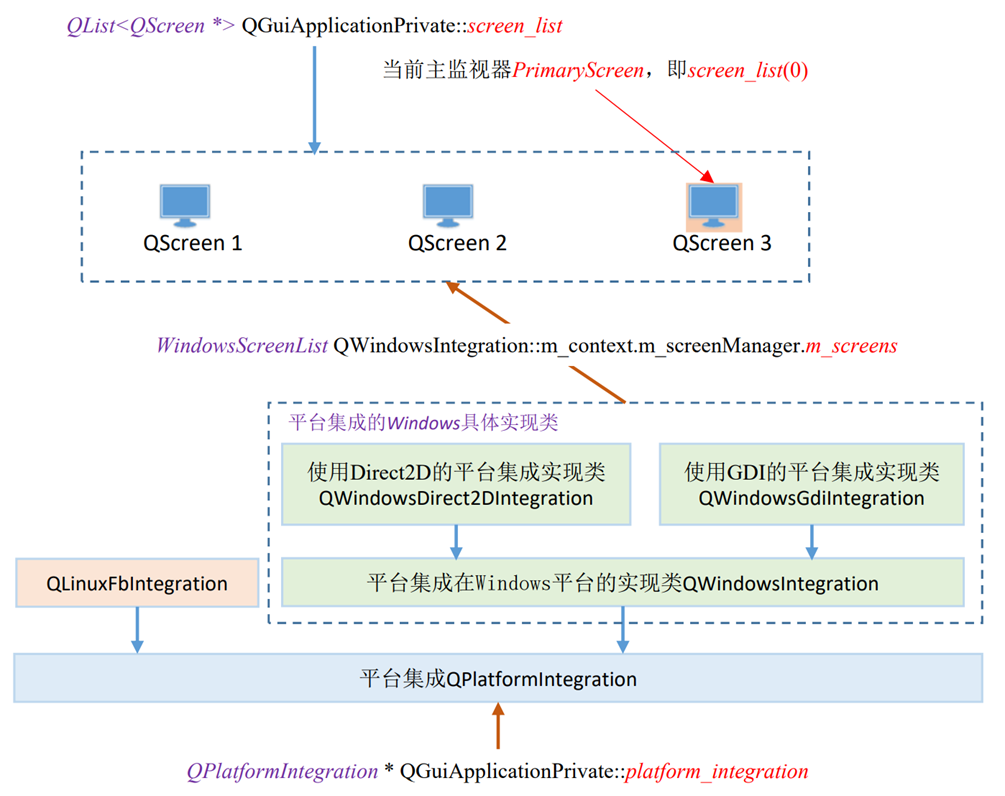 QList<QScreen *> QGuiApplicationPrivate::screen_list
当前主监视器PrimaryScreen，即screen_list(0)
QScreen 1
QScreen 2
QScreen 3
WindowsScreenList QWindowsIntegration::m_context.m_screenManager.m_screens
平台集成的Windows具体实现类
使用Direct2D的平台集成实现类
QWindowsDirect2DIntegration
使用GDI的平台集成实现类
QWindowsGdiIntegration
QLinuxFbIntegration
平台集成在Windows平台的实现类QWindowsIntegration
平台集成QPlatformIntegration
QPlatformIntegration * QGuiApplicationPrivate::platform_integration